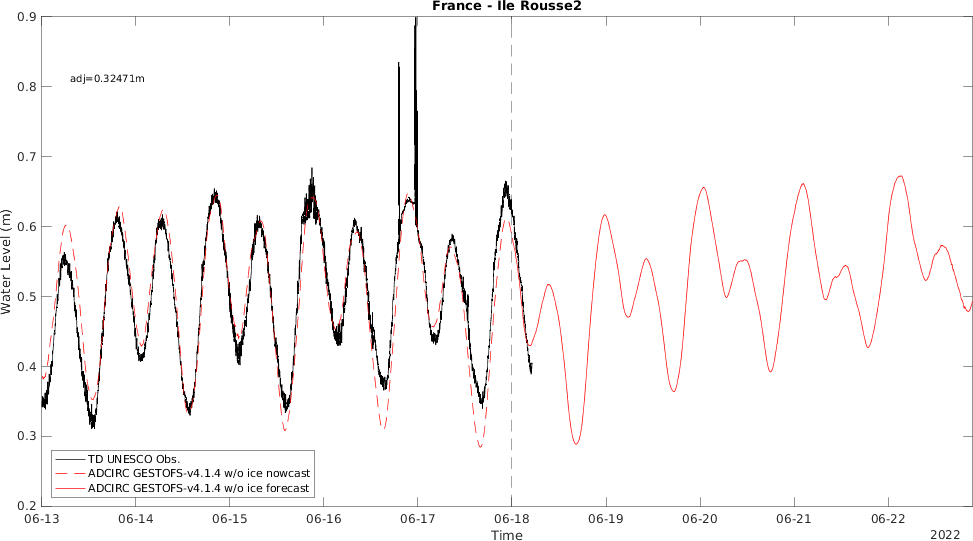 France - Ile Rousse2
0.9
adj=0.32471m
0.8
0.7
0.6
Water Level (m)
0.5
0.4
0.3
TD UNESCO Obs.
ADCIRC GESTOFS-v4.1.4 w/o ice nowcast
ADCIRC GESTOFS-v4.1.4 w/o ice forecast
0.2
06-13 06-14 06-15 06-16 06-17 06-18 06-19 06-20 06-21 06-22
Time
2022